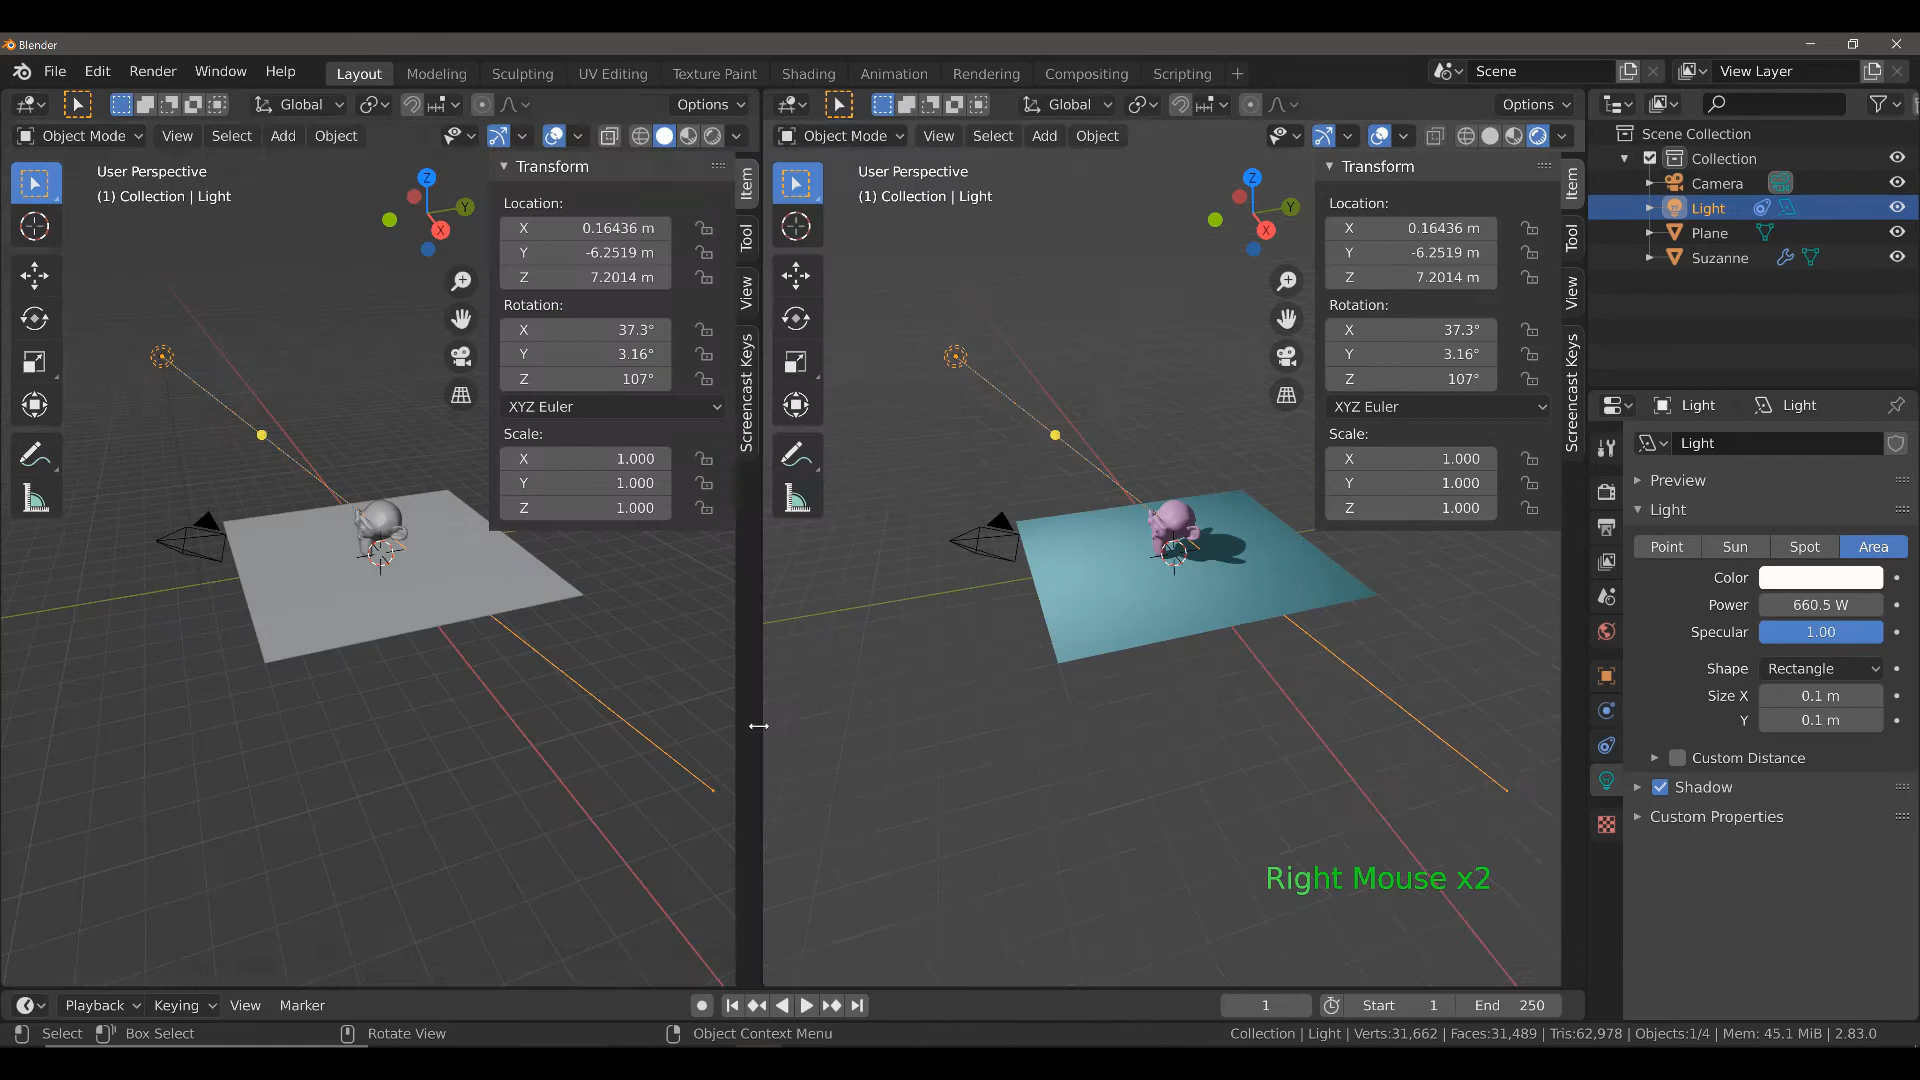 Blender
File Edit Render Window Help Layout Modeling Sculpting UV Editing Texture Paint Shading Animation Rendering Compositing Scripting + Scene View Layer
Global Options
Object Mode View Select Add Object
User Perspective
(1) Collection | Light
Z
Y
X
Transform
Location:
X 0.16436 m
Y -6.2519 m
Z 7.2014 m
Rotation:
X 37.3°
Y 3.16°
Z 107°
XYZ Euler
Scale:
X 1.000
Y 1.000
Z 1.000
Item
Tool
View
Screencast Keys
Global Options
Object Mode View Select Add Object
User Perspective
(1) Collection | Light
Z
Y
X
Transform
Location:
X 0.16436 m
Y -6.2519 m
Z 7.2014 m
Rotation:
X 37.3°
Y 3.16°
Z 107°
XYZ Euler
Scale:
X 1.000
Y 1.000
Z 1.000
Item
Tool
View
Screencast Keys
Right Mouse x2
Scene Collection
Collection
Camera
Light
Plane
Suzanne
Light Light
Light
Preview
Light
Point Sun Spot Area
Color
Power 660.5 W
Specular 1.00
Shape Rectangle
Size X 0.1 m
Y 0.1 m
Custom Distance
Shadow
Custom Properties
Playback Keying View Marker 1 Start 1 End 250
Select Box Select Rotate View Object Context Menu Collection | Light | Verts:31,662 | Faces:31,489 | Tris:62,978 | Objects:1/4 | Mem: 45.1 MiB | 2.83.0